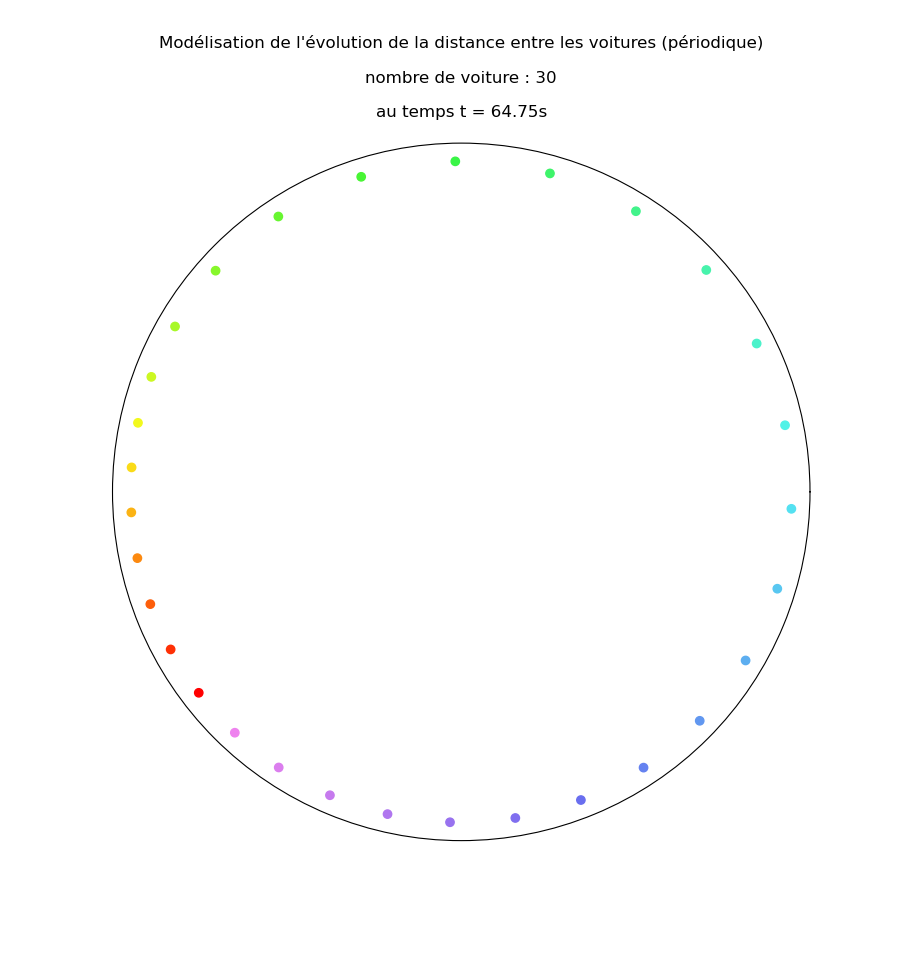 Modélisation de l'évolution de la distance entre les voitures (périodique)
nombre de voiture : 30
au temps t = 64.75s